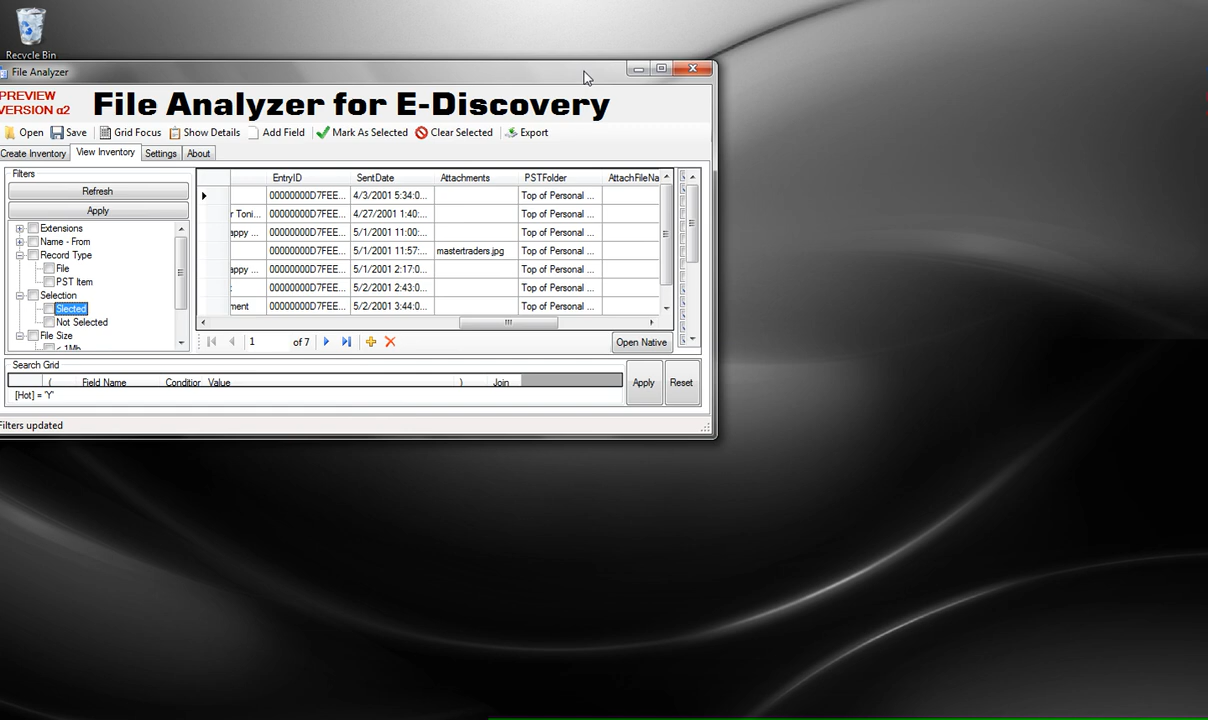 Recycle Bin
File Analyzer
PREVIEW
VERSION α2
File Analyzer for E-Discovery
Open Save Grid Focus Show Details Add Field Mark As Selected Clear Selected Export
Create Inventory View Inventory Settings About
Filters
Refresh
Apply
Extensions
Name - From
Record Type
File
PST Item
Selection
Slected
Not Selected
File Size
< 1Mb
EntryID SentDate Attachments PSTFolder AttachFileNa
00000000D7FEE... 4/3/2001 5:34:0... Top of Personal ...
r Toni... 00000000D7FEE... 4/27/2001 1:40:... Top of Personal ...
appy ... 00000000D7FEE... 5/1/2001 11:00:... Top of Personal ...
00000000D7FEE... 5/1/2001 11:57:... mastertraders.jpg Top of Personal ...
appy ... 00000000D7FEE... 5/1/2001 2:17:0... Top of Personal ...
: 00000000D7FEE... 5/2/2001 2:43:0... Top of Personal ...
ment 00000000D7FEE... 5/2/2001 3:44:0... Top of Personal ...
1 of 7
Open Native
Search Grid
( Field Name Condition Value ) Join
[Hot] = 'Y'
Apply Reset
Filters updated